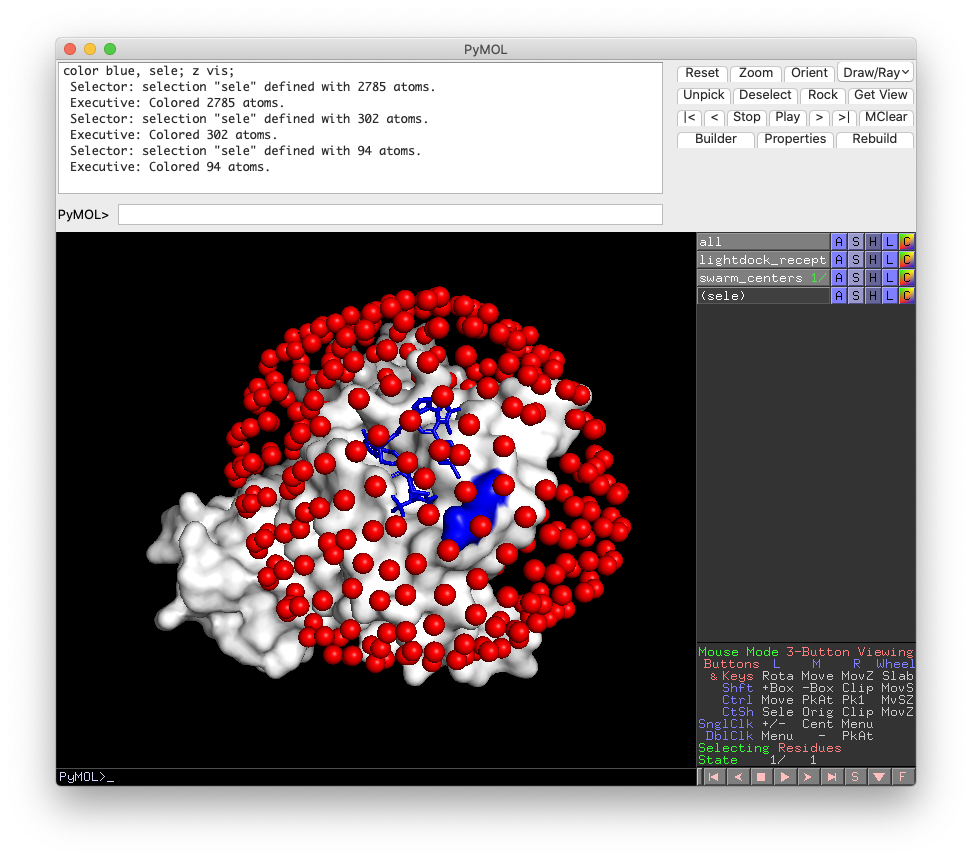 PyMOL
color blue, sele; z vis;
Selector: selection "sele" defined with 2785 atoms.
Executive: Colored 2785 atoms.
Selector: selection "sele" defined with 302 atoms.
Executive: Colored 302 atoms.
Selector: selection "sele" defined with 94 atoms.
Executive: Colored 94 atoms.
Reset Zoom Orient Draw/Ray
Unpick Deselect Rock Get View
|< < Stop Play > >| MClear
Builder Properties Rebuild
PyMOL>
all A S H L C
lightdock_recept A S H L C
swarm_centers 1/ A S H L C
(sele) A S H L C
Mouse Mode 3-Button Viewing
Buttons L M R Wheel
& Keys Rota Move MovZ Slab
Shft +Box -Box Clip MovS
Ctrl Move PkAt Pk1 MvSZ
CtSh Sele Orig Clip MovZ
SnglClk +/- Cent Menu
DblClk Menu - PkAt
Selecting Residues
State 1/ 1
PyMOL>_
S F